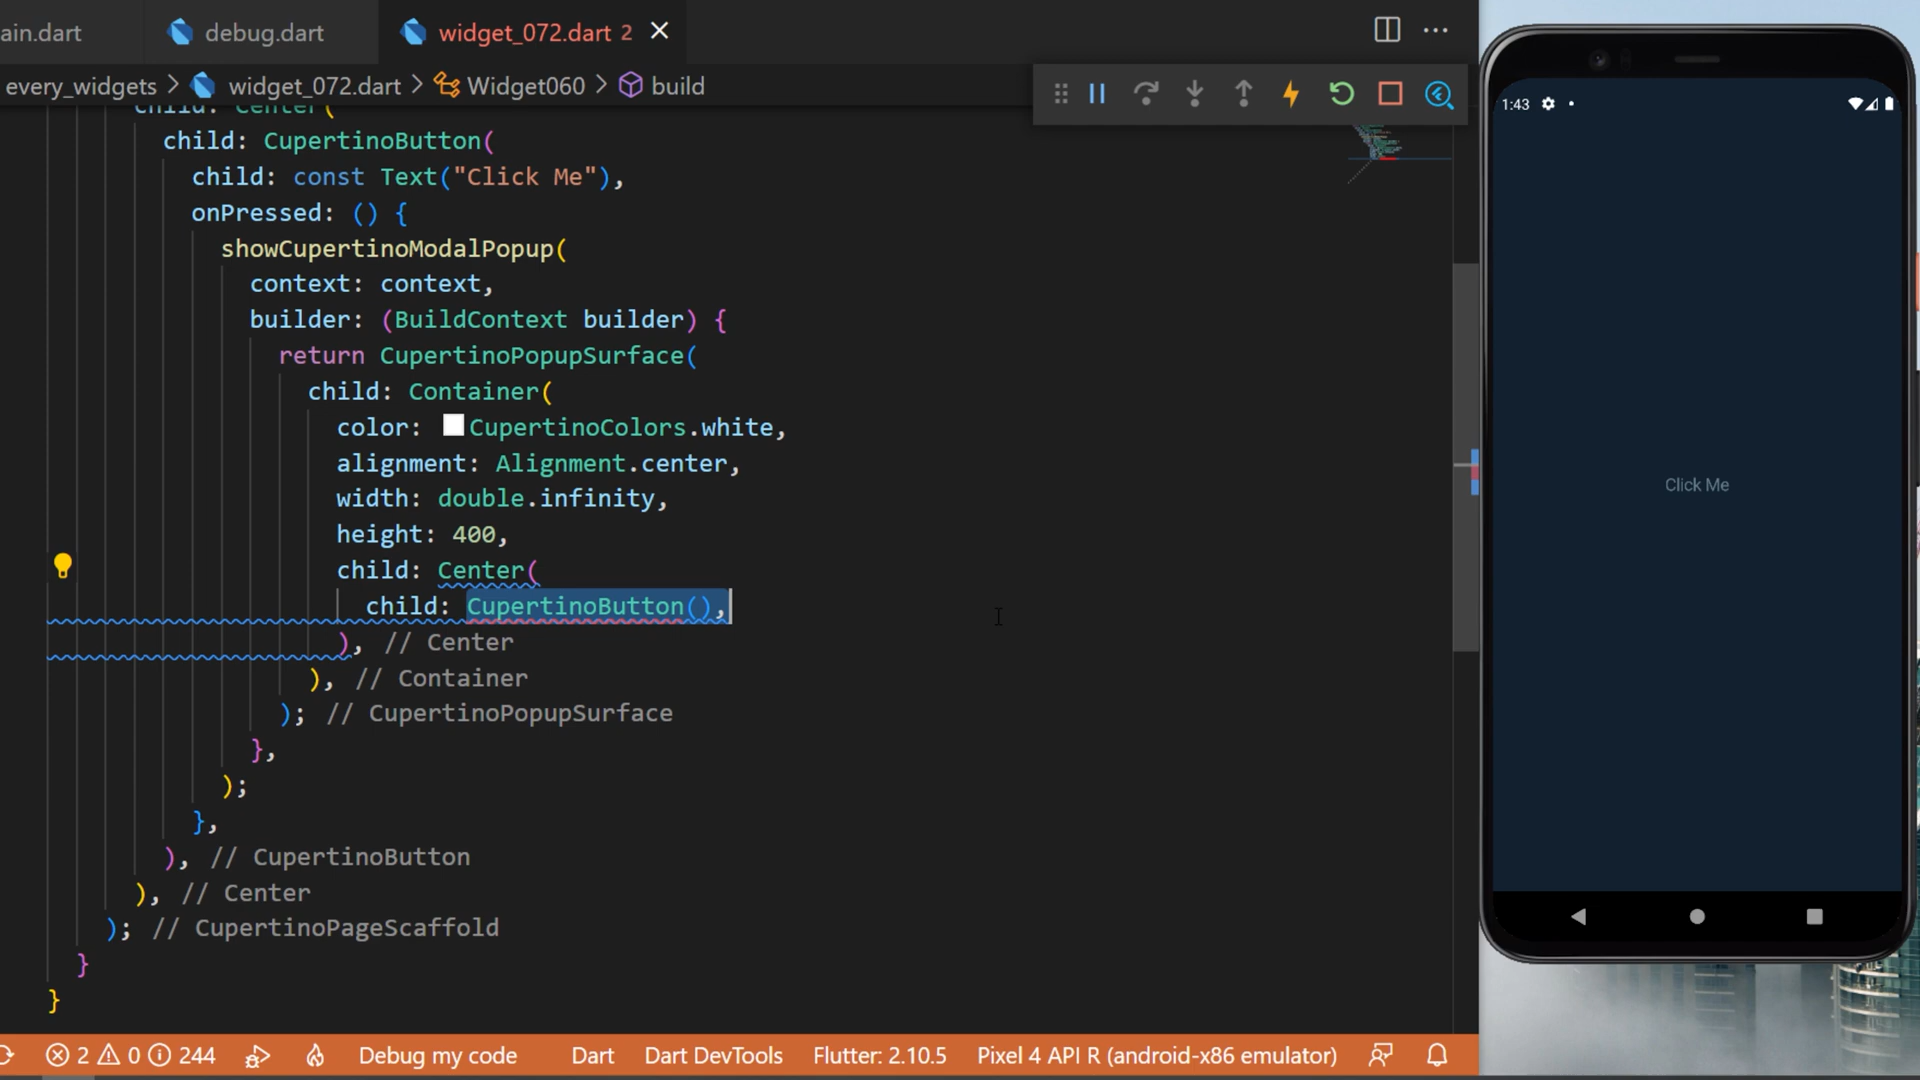 ain.dart debug.dart widget_072.dart 2
every_widgets > widget_072.dart > Widget060 > build
child: Center(
child: CupertinoButton(
child: const Text("Click Me"),
onPressed: () {
showCupertinoModalPopup(
context: context,
builder: (BuildContext builder) {
return CupertinoPopupSurface(
child: Container(
color: CupertinoColors.white,
alignment: Alignment.center,
width: double.infinity,
height: 400,
child: Center(
child: CupertinoButton(),
), // Center
), // Container
); // CupertinoPopupSurface
},
);
},
), // CupertinoButton
), // Center
); // CupertinoPageScaffold
}
}
2 0 244 Debug my code Dart Dart DevTools Flutter: 2.10.5 Pixel 4 API R (android-x86 emulator)
1:43
Click Me